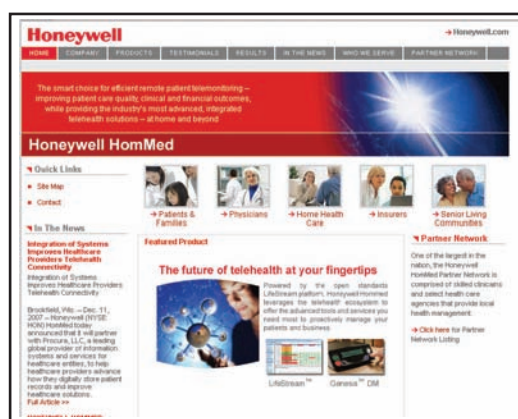 Honeywell
→ Honeywell.com
HOME COMPANY PRODUCTS TESTIMONIALS RESULTS IN THE NEWS WHO WE SERVE PARTNER NETWORK
The smart choice for efficient remote patient telemonitoring –
improving patient care quality, clinical and financial outcomes,
while providing the industry's most advanced, integrated
telehealth solutions – at home and beyond
Honeywell HomMed
Quick Links
Site Map
Contact
In The News
Integration of Systems
Improves Healthcare
Providers Telehealth
Connectivity
Integration of Systems
Improves Healthcare Providers
Telehealth Connectivity
Brookfield, Wis. – Dec. 11,
2007 – Honeywell (NYSE:
HON) HomMed today
announced that it will partner
with Procura, LLC, a leading
global provider of information
systems and services for
healthcare entities, to help
healthcare providers advance
how they digitally store patient
records and improve
healthcare solutions.
Full Article >>
→ Patients &
Families
→ Physicians
→ Home Health
Care
→ Insurers
→ Senior Living
Communities
Featured Product
The future of telehealth at your fingertips
Powered by the open standards
LifeStream platform, Honeywell Hommed
leverages the telehealth ecosystem to
offer the advanced tools and services you
need most to proactively manage your
patients and business.
LifeStream™
Genesis™ DM
Partner Network
One of the largest in the
nation, the Honeywell
HomMed Partner Network is
comprised of skilled clinicians
and select health care
agencies that provide local
health management.
→ Click here for Partner
Network Listing